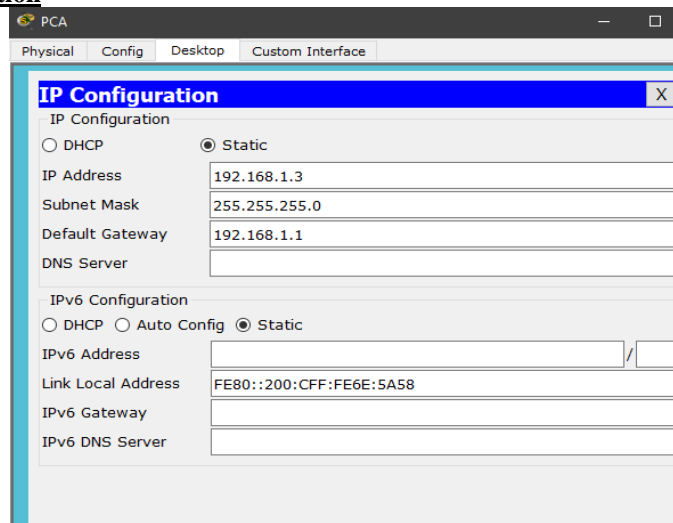 PCA
Physical Config Desktop Custom Interface
IP Configuration X
IP Configuration
DHCP Static
IP Address 192.168.1.3
Subnet Mask 255.255.255.0
Default Gateway 192.168.1.1
DNS Server
IPv6 Configuration
DHCP Auto Config Static
IPv6 Address /
Link Local Address FE80::200:CFF:FE6E:5A58
IPv6 Gateway
IPv6 DNS Server